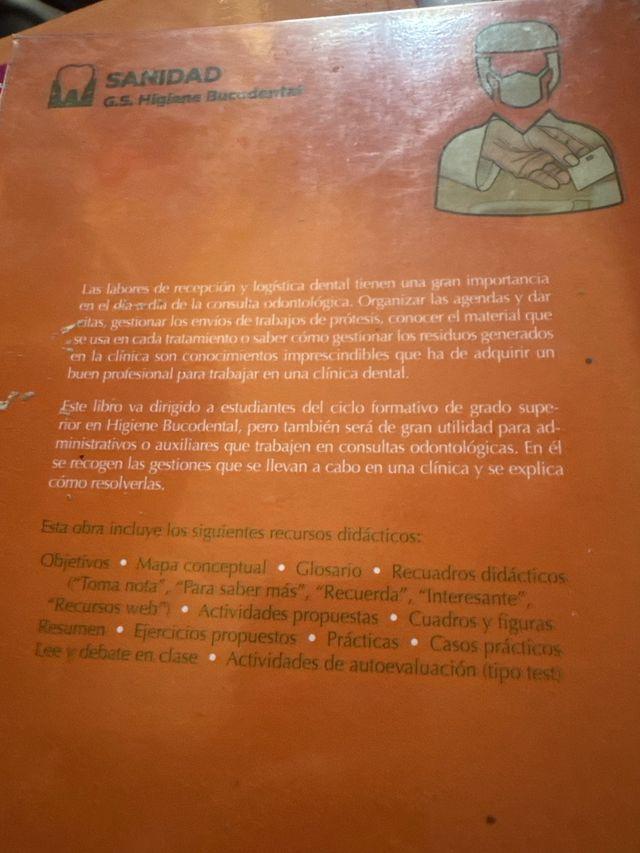 SANIDAD
G.S. Higiene Bucodental
Las labores de recepción y logística dental tienen una gran importancia
en el día a día de la consulta odontológica. Organizar las agendas y dar
citas, gestionar los envíos de trabajos de prótesis, conocer el material que
se usa en cada tratamiento o saber cómo gestionar los residuos generados
en la clínica son conocimientos imprescindibles que ha de adquirir un
buen profesional para trabajar en una clínica dental.
Este libro va dirigido a estudiantes del ciclo formativo de grado supe-
rior en Higiene Bucodental, pero también será de gran utilidad para ad-
ministrativos o auxiliares que trabajen en consultas odontológicas. En él
se recogen las gestiones que se llevan a cabo en una clínica y se explica
cómo resolverlas.
Esta obra incluye los siguientes recursos didácticos:
Objetivos • Mapa conceptual • Glosario • Recuadros didácticos
("Toma nota", "Para saber más", "Recuerda", "Interesante",
"Recursos web") • Actividades propuestas • Cuadros y figuras
Resumen • Ejercicios propuestos • Prácticas • Casos prácticos
Lee y debate en clase • Actividades de autoevaluación (tipo test)